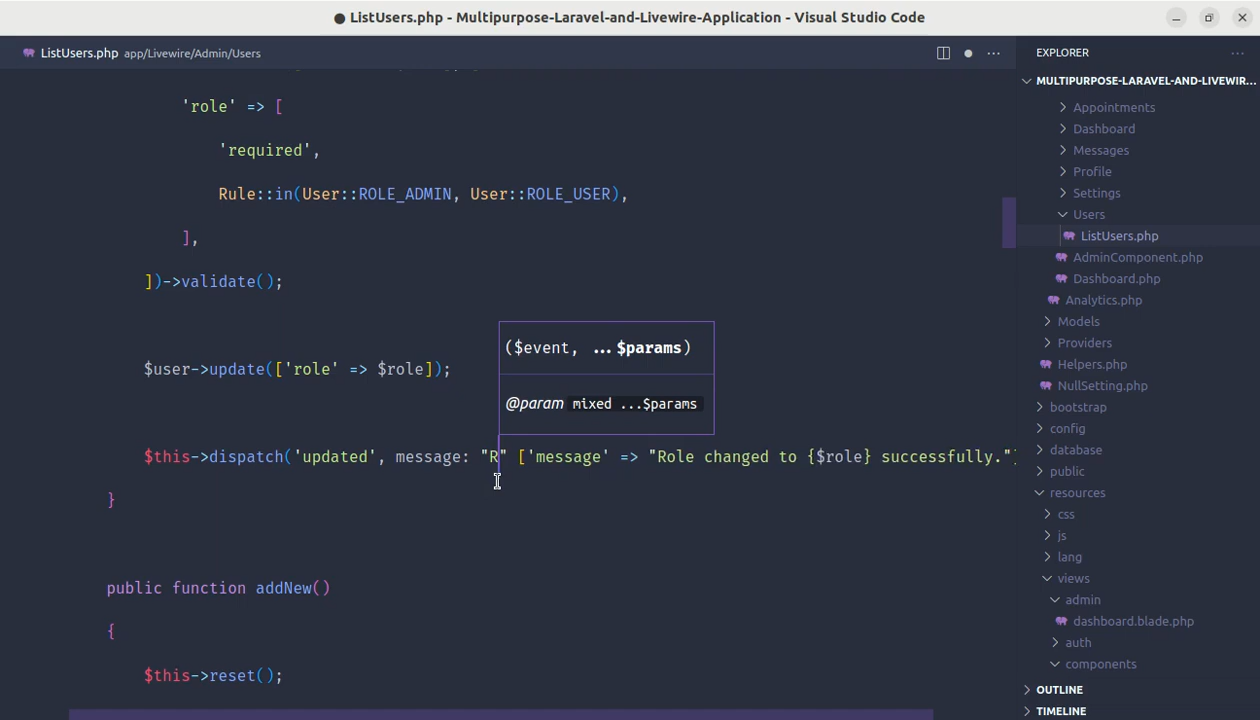 ListUsers.php - Multipurpose-Laravel-and-Livewire-Application - Visual Studio Code
ListUsers.php app/Livewire/Admin/Users
'role' => [
'required',
Rule::in(User::ROLE_ADMIN, User::ROLE_USER),
],
])->validate();
$user->update(['role' => $role]);
($event, ...$params)
@param mixed ...$params
$this->dispatch('updated', message: "R" ['message' => "Role changed to {$role} successfully."]
}
public function addNew()
{
$this->reset();
EXPLORER
MULTIPURPOSE-LARAVEL-AND-LIVEWIR...
Appointments
Dashboard
Messages
Profile
Settings
Users
ListUsers.php
AdminComponent.php
Dashboard.php
Analytics.php
Models
Providers
Helpers.php
NullSetting.php
bootstrap
config
database
public
resources
css
js
lang
views
admin
dashboard.blade.php
auth
components
OUTLINE
TIMELINE